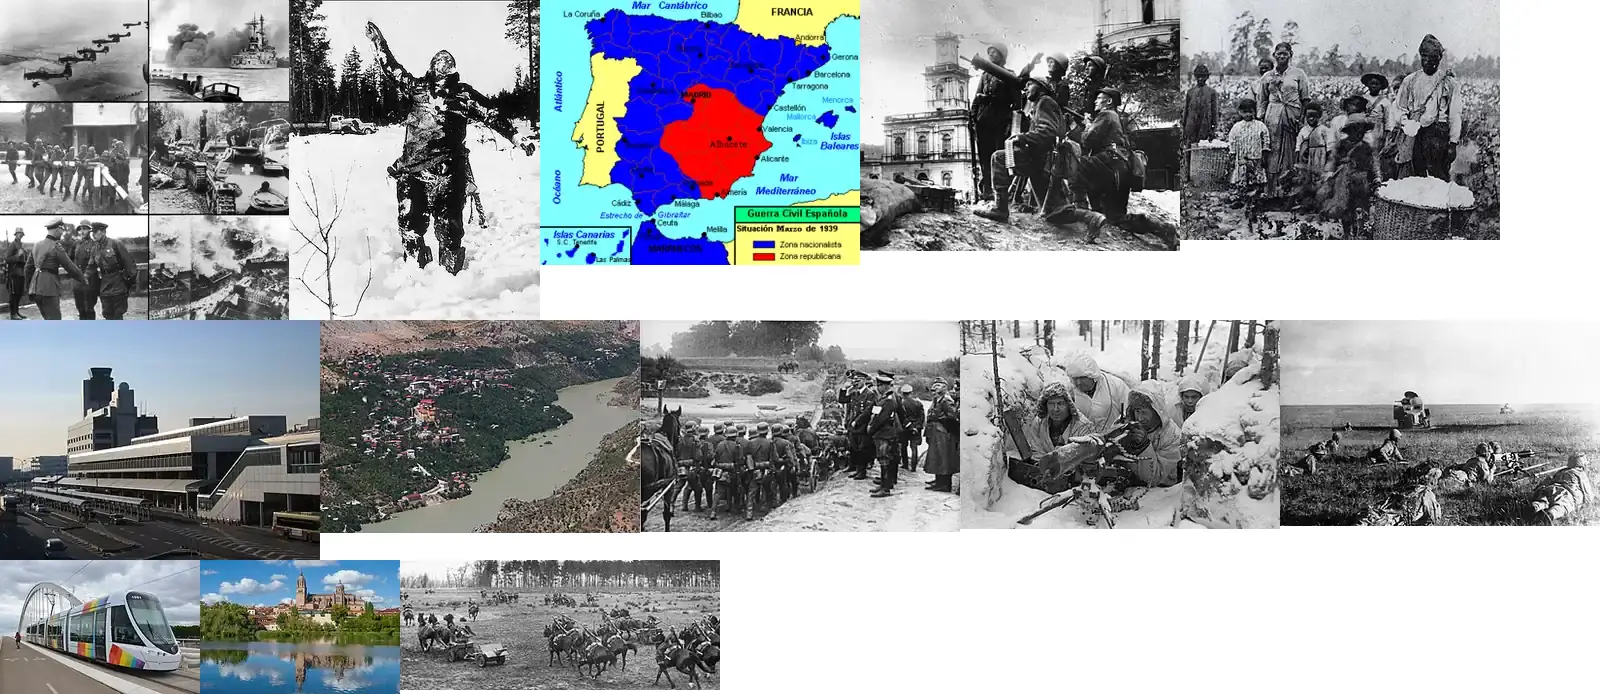 Mar Cantábrico
FRANCIA
La Coruña
Bilbao
Andorra
Gerona
Barcelona
Tarragona
MADRID
Castellón
Menorca
Mallorca
Ibiza
Islas
Baleares
Atlántico
PORTUGAL
Valencia
Albacete
Alicante
Mar
Mediterráneo
Océano
Almería
Cádiz
Málaga
Estrecho de Gibraltar
Ceuta
Melilla
MARRUECOS
Islas Canarias
S.C. Tenerife
Las Palmas
Guerra Civil Española
Situación Marzo de 1939
Zona nacionalista
Zona republicana